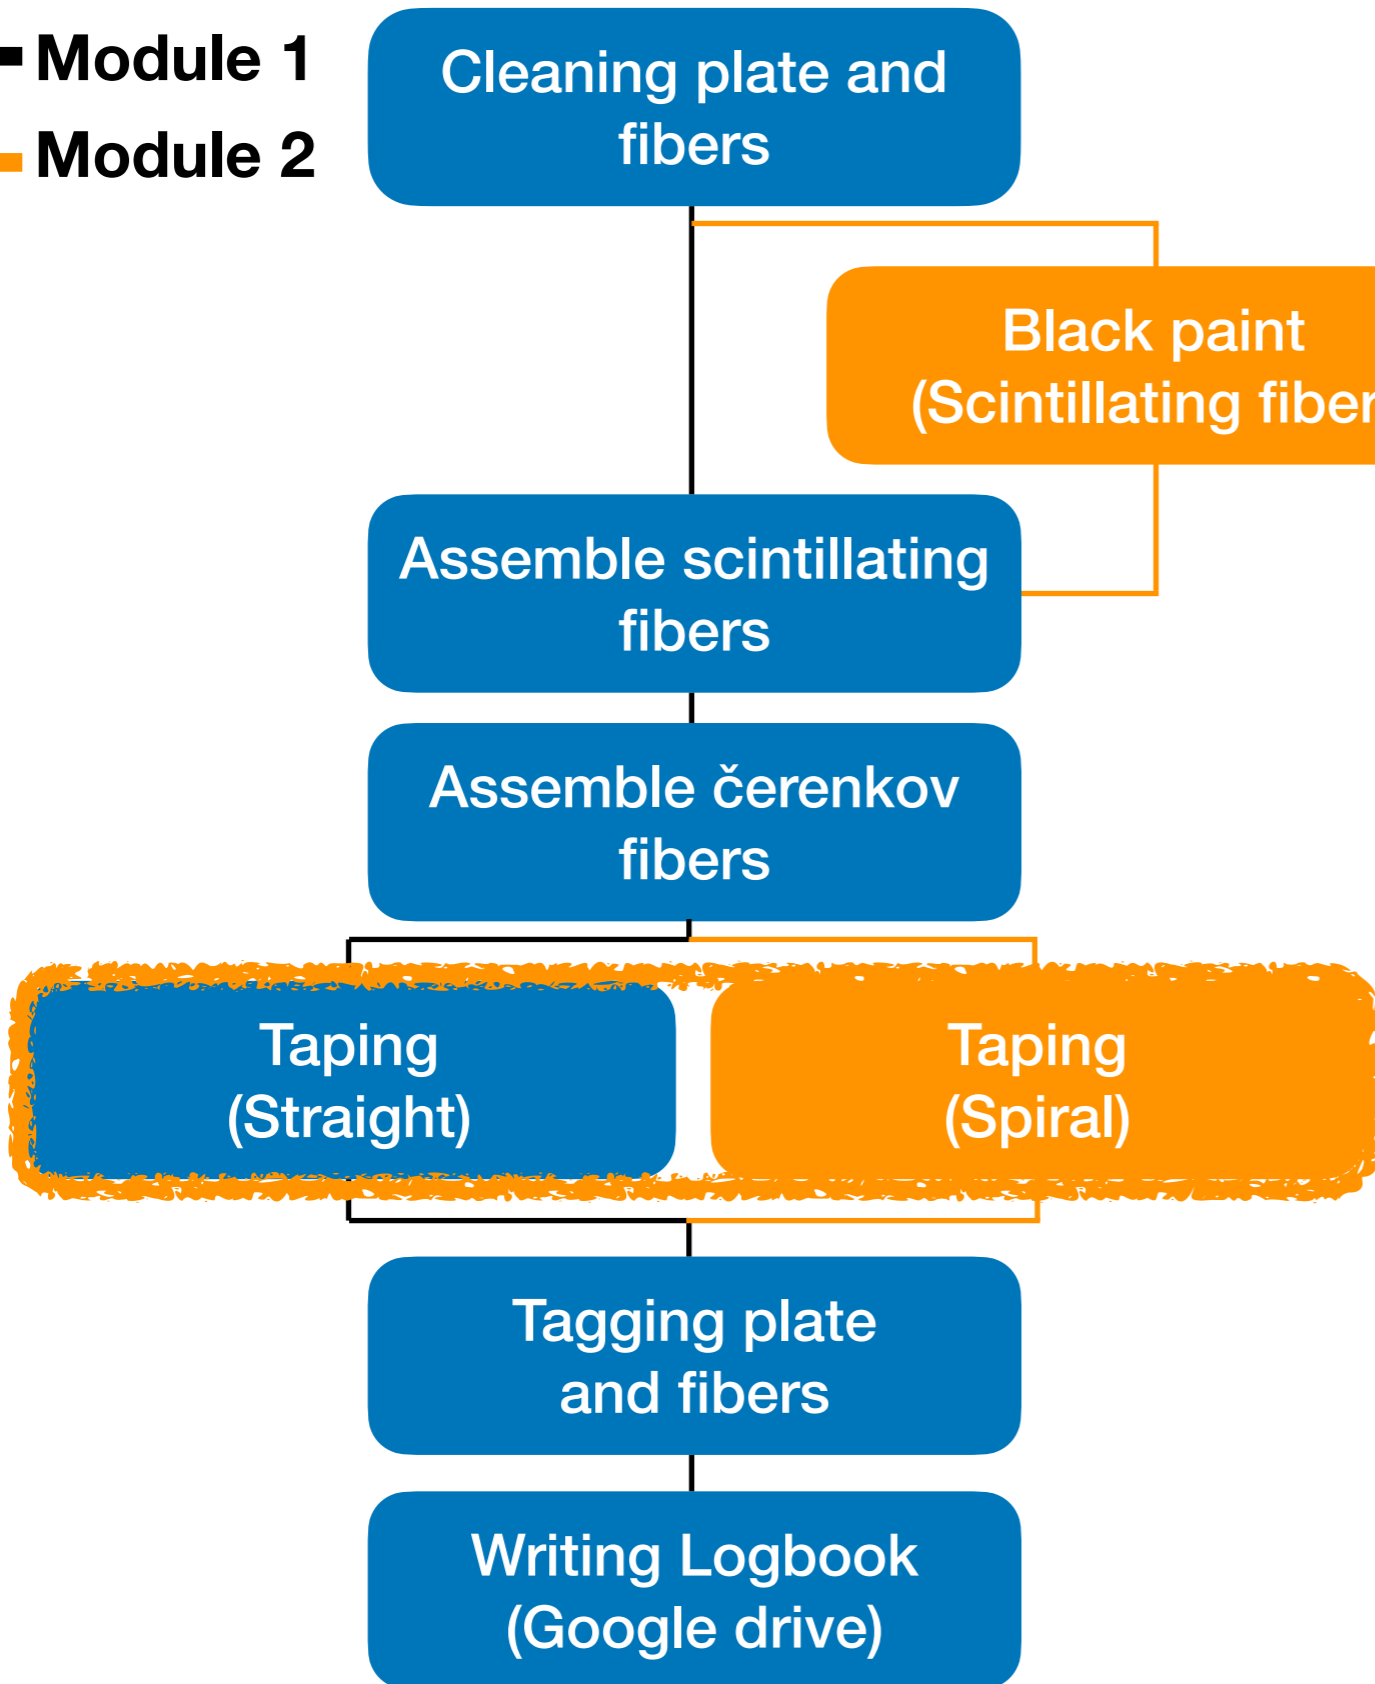 Module 1
Module 2
Cleaning plate and
fibers
Black paint
(Scintillating fiber
Assemble scintillating
fibers
Assemble čerenkov
fibers
Taping
(Straight)
Taping
(Spiral)
Tagging plate
and fibers
Writing Logbook
(Google drive)